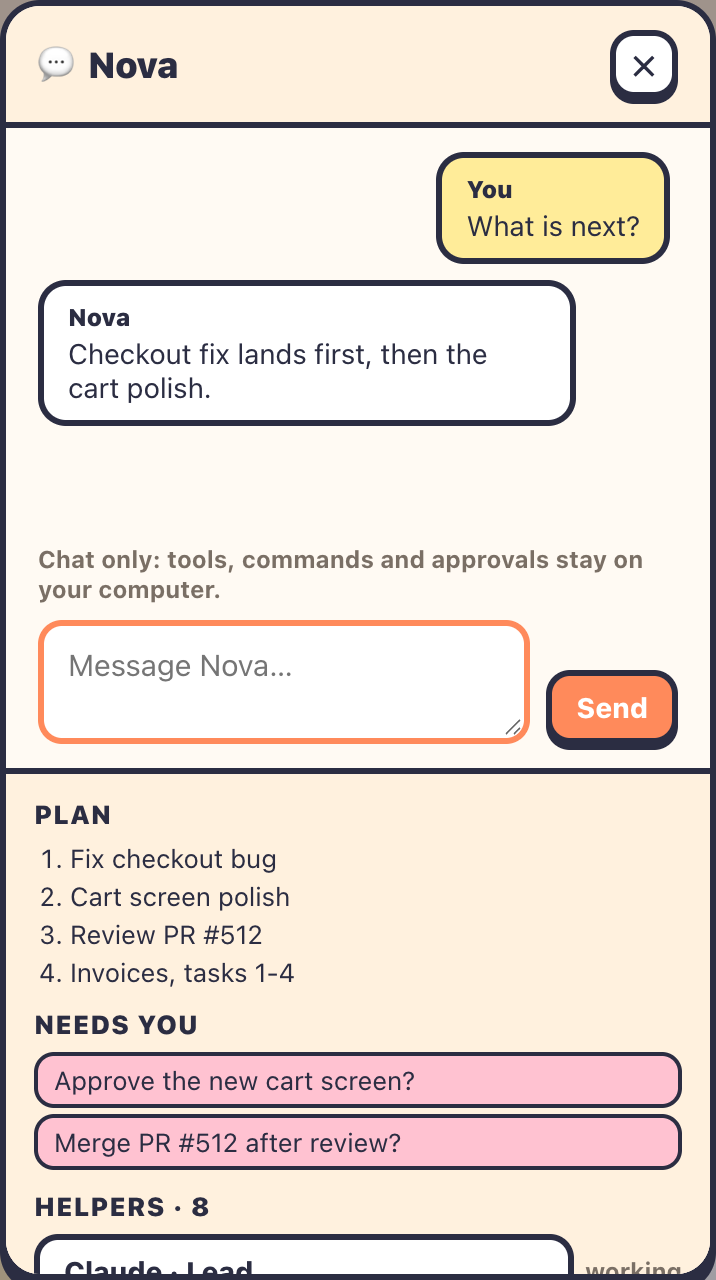 Nova
You
What is next?
Nova
Checkout fix lands first, then the
cart polish.
Chat only: tools, commands and approvals stay on
your computer.
Message Nova...
Send
PLAN
1. Fix checkout bug
2. Cart screen polish
3. Review PR #512
4. Invoices, tasks 1-4
NEEDS YOU
Approve the new cart screen?
Merge PR #512 after review?
HELPERS · 8
Claude · Lead
working